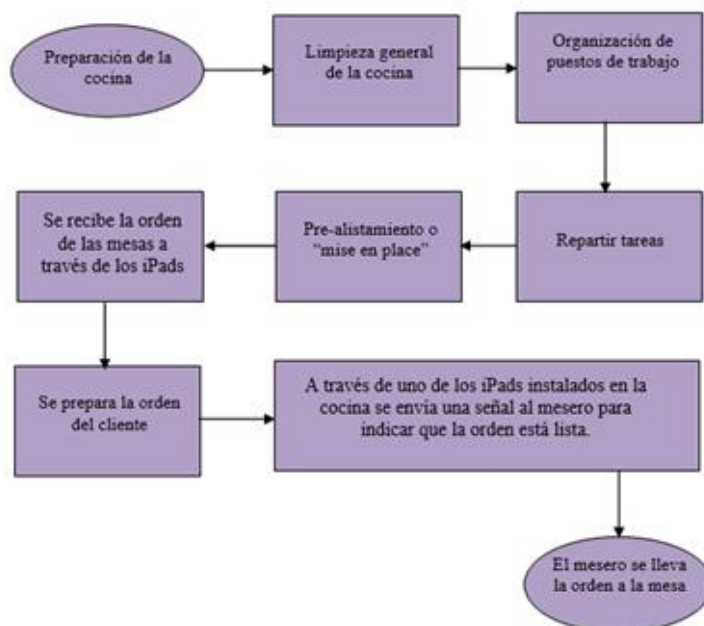 Preparación de la
cocina
Limpieza general
de la cocina
Organización de
puestos de trabajo
Repartir tareas
Pre-alistamiento o
“mise en place”
Se recibe la orden
de las mesas a
través de los iPads
Se prepara la orden
del cliente
A través de uno de los iPads instalados en la
cocina se envía una señal al mesero para
indicar que la orden está lista.
El mesero se lleva
la orden a la mesa